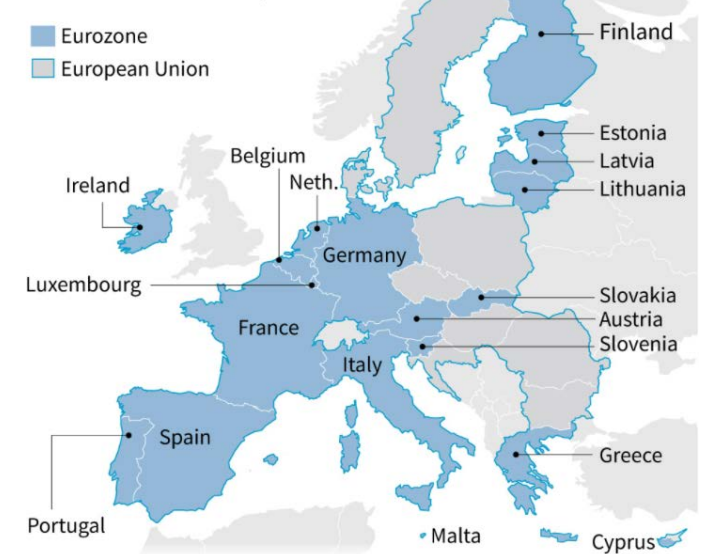 Eurozone
European Union
Finland
Estonia
Latvia
Lithuania
Belgium
Neth.
Ireland
Germany
Luxembourg
Slovakia
Austria
Slovenia
France
Italy
Spain
Greece
Portugal
Malta
Cyprus